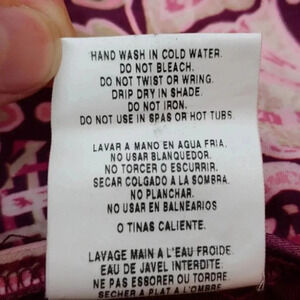 HAND WASH IN COLD WATER.
DO NOT BLEACH.
DO NOT TWIST OR WRING.
DRIP DRY IN SHADE.
DO NOT IRON.
DO NOT USE IN SPAS OR HOT TUBS.
LAVAR A MANO EN AGUA FRIA,
NO USAR BLANQUEDOR.
NO TORCER O ESCURRIR.
SECAR COLGADO A LA SOMBRA.
NO PLANCHAR.
NO USAR EN BALNEARIOS
O TINAS CALIENTE.
LAVAGE MAIN A L'EAU FROIDE.
EAU DE JAVEL INTERDITE.
NE PAS ESSORER OU TORDRE
SECHER A PLAT A L'OMBRE